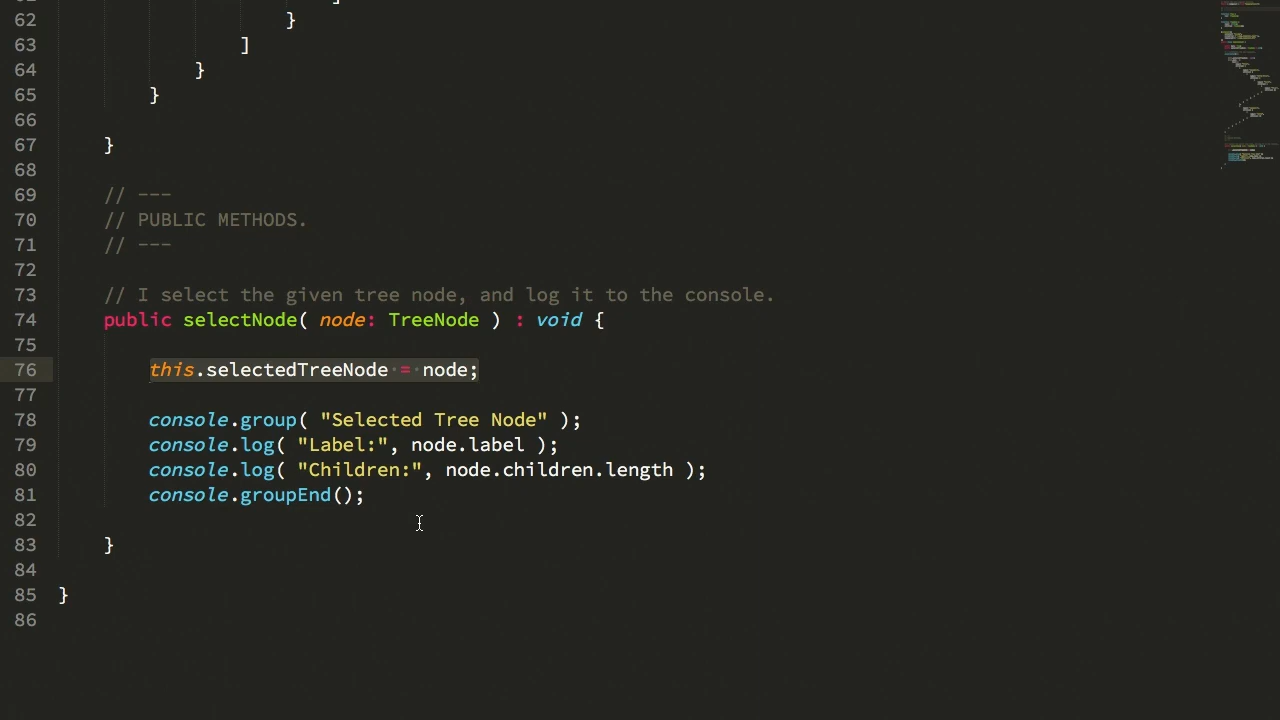 62 }
63 ]
64 }
65 }
66
67 }
68
69 // ---
70 // PUBLIC METHODS.
71 // ---
72
73 // I select the given tree node, and log it to the console.
74 public selectNode( node: TreeNode ) : void {
75
76 this.selectedTreeNode = node;
77
78 console.group( "Selected Tree Node" );
79 console.log( "Label:", node.label );
80 console.log( "Children:", node.children.length );
81 console.groupEnd();
82
83 }
84
85 }
86